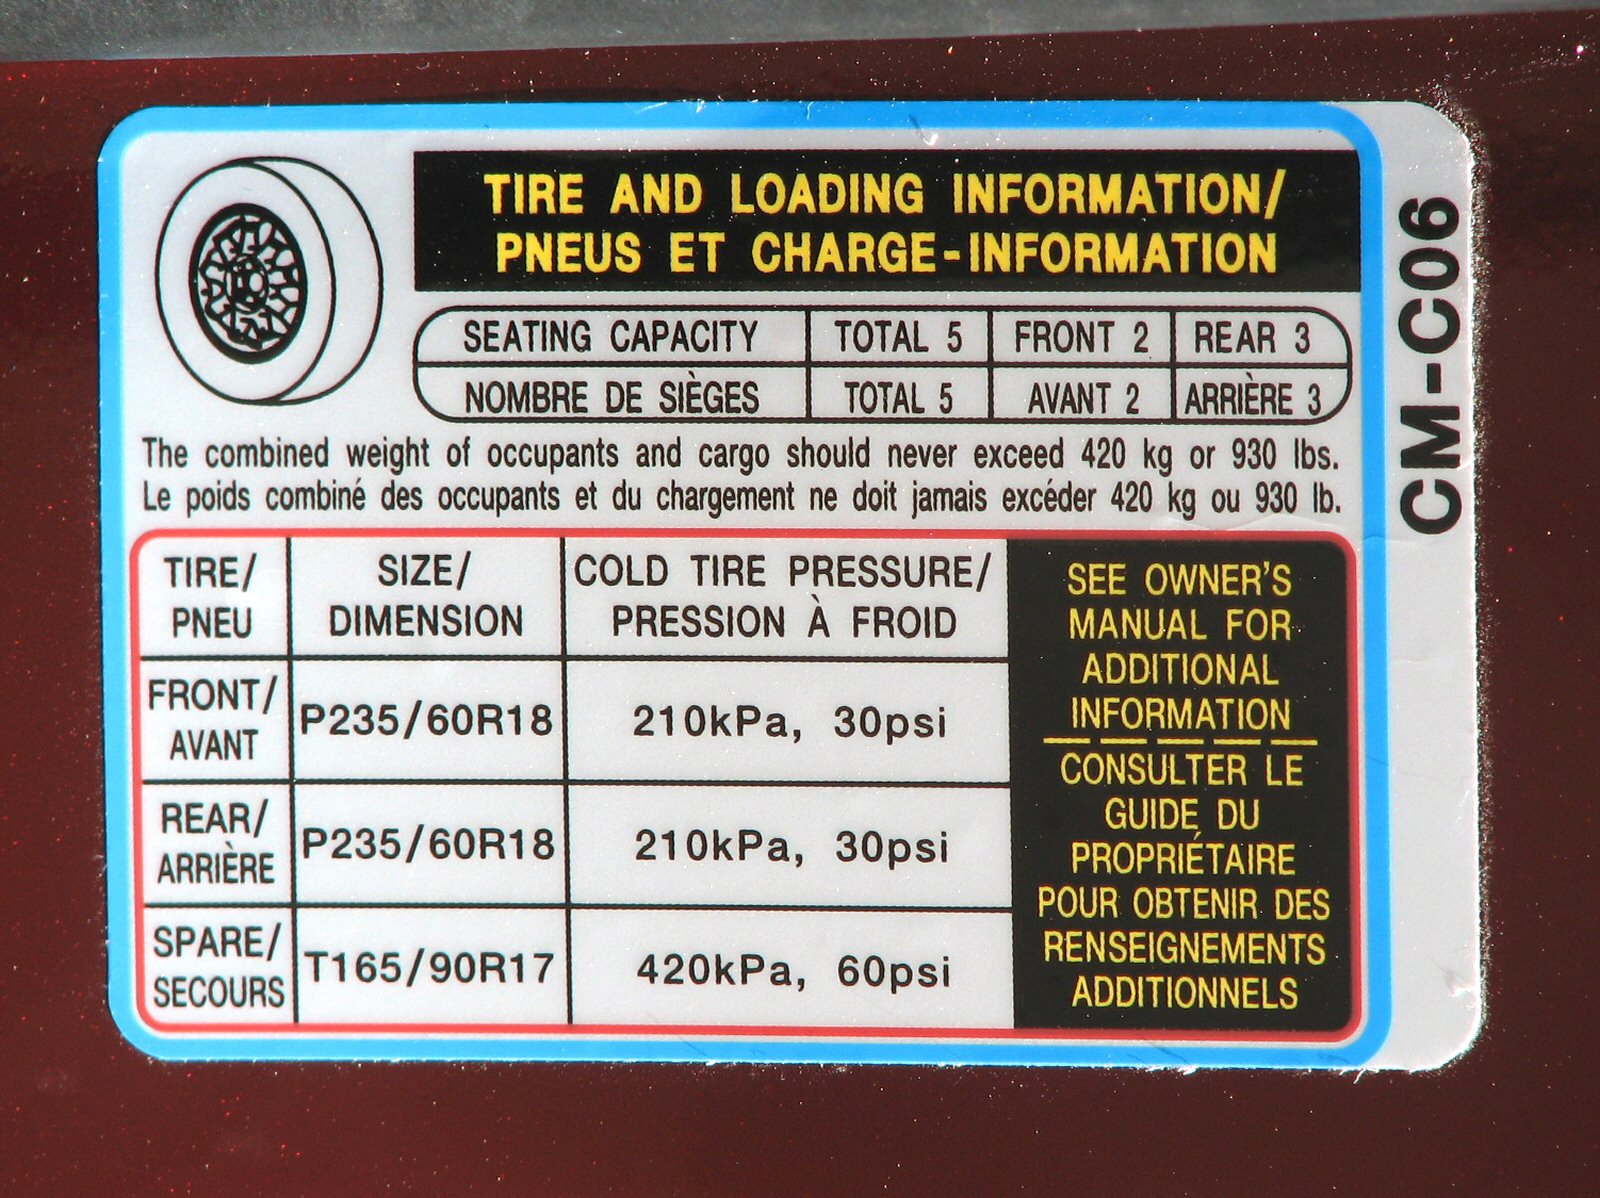 TIRE AND LOADING INFORMATION/
PNEUS ET CHARGE-INFORMATION
SEATING CAPACITY TOTAL 5 FRONT 2 REAR 3
NOMBRE DE SIÈGES TOTAL 5 AVANT 2 ARRIÈRE 3
The combined weight of occupants and cargo should never exceed 420 kg or 930 lbs.
Le poids combiné des occupants et du chargement ne doit jamais excéder 420 kg ou 930 lb.
TIRE/
PNEU
SIZE/
DIMENSION
COLD TIRE PRESSURE/
PRESSION À FROID
FRONT/
AVANT
P235/60R18
210kPa, 30psi
REAR/
ARRIÈRE
P235/60R18
210kPa, 30psi
SPARE/
SECOURS
T165/90R17
420kPa, 60psi
SEE OWNER'S
MANUAL FOR
ADDITIONAL
INFORMATION
CONSULTER LE
GUIDE DU
PROPRIÉTAIRE
POUR OBTENIR DES
RENSEIGNEMENTS
ADDITIONNELS
CM-C06